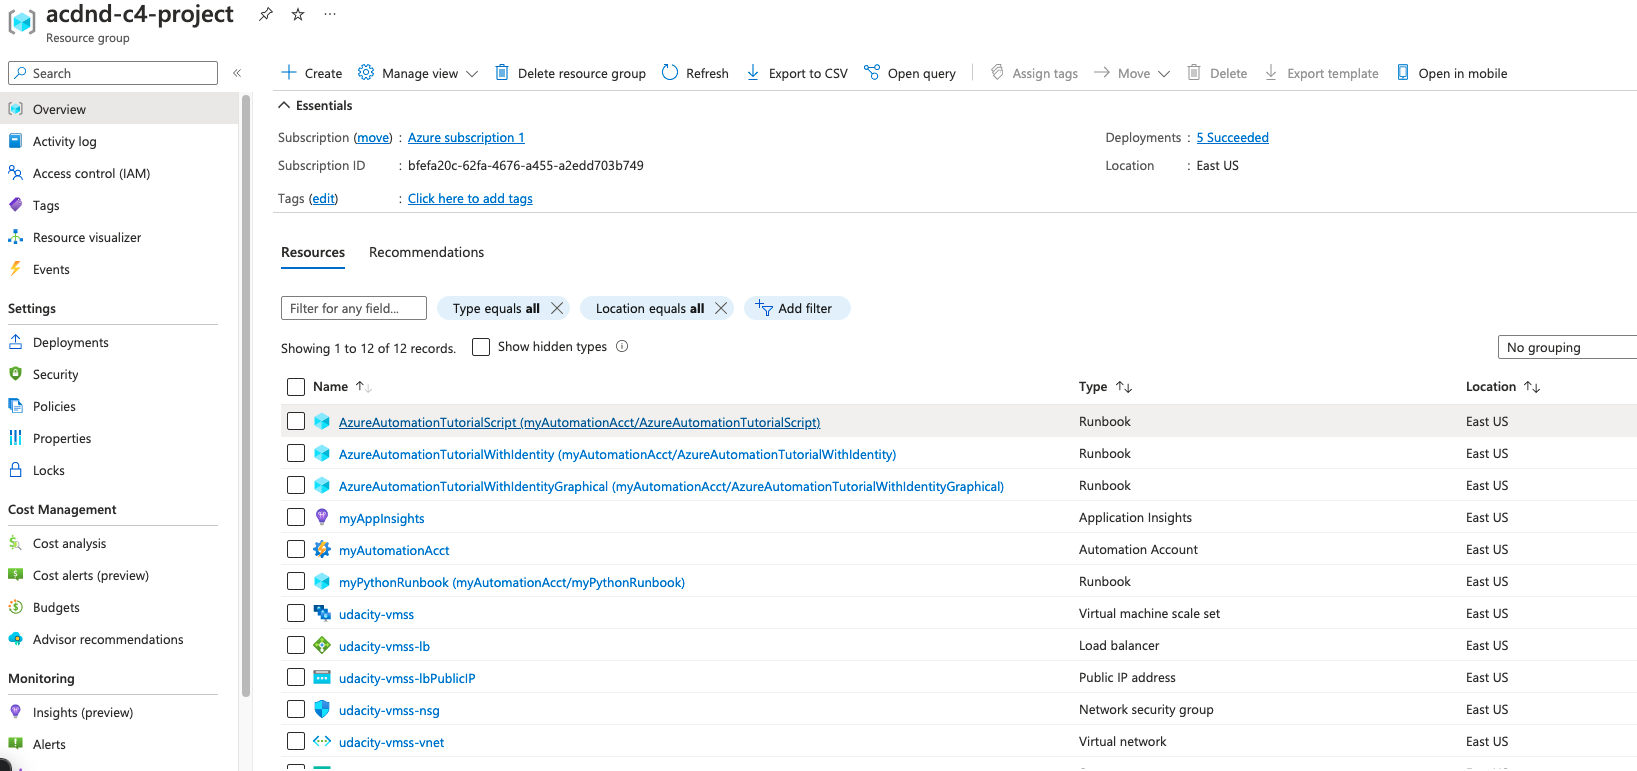 acdnd-c4-project
Resource group
Search
Create
Manage view
Delete resource group
Refresh
Export to CSV
Open query
Assign tags
Move
Delete
Export template
Open in mobile
Overview
Activity log
Access control (IAM)
Tags
Resource visualizer
Events
Settings
Deployments
Security
Policies
Properties
Locks
Cost Management
Cost analysis
Cost alerts (preview)
Budgets
Advisor recommendations
Monitoring
Insights (preview)
Alerts
Essentials
Subscription (move) : Azure subscription 1
Subscription ID : bfefa20c-62fa-4676-a455-a2edd703b749
Tags (edit) : Click here to add tags
Deployments : 5 Succeeded
Location : East US
Resources Recommendations
Filter for any field... Type equals all Location equals all Add filter
Showing 1 to 12 of 12 records. Show hidden types No grouping
Name Type Location
AzureAutomationTutorialScript (myAutomationAcct/AzureAutomationTutorialScript) Runbook East US
AzureAutomationTutorialWithIdentity (myAutomationAcct/AzureAutomationTutorialWithIdentity) Runbook East US
AzureAutomationTutorialWithIdentityGraphical (myAutomationAcct/AzureAutomationTutorialWithIdentityGraphical) Runbook East US
myAppInsights Application Insights East US
myAutomationAcct Automation Account East US
myPythonRunbook (myAutomationAcct/myPythonRunbook) Runbook East US
udacity-vmss Virtual machine scale set East US
udacity-vmss-lb Load balancer East US
udacity-vmss-lbPublicIP Public IP address East US
udacity-vmss-nsg Network security group East US
udacity-vmss-vnet Virtual network East US